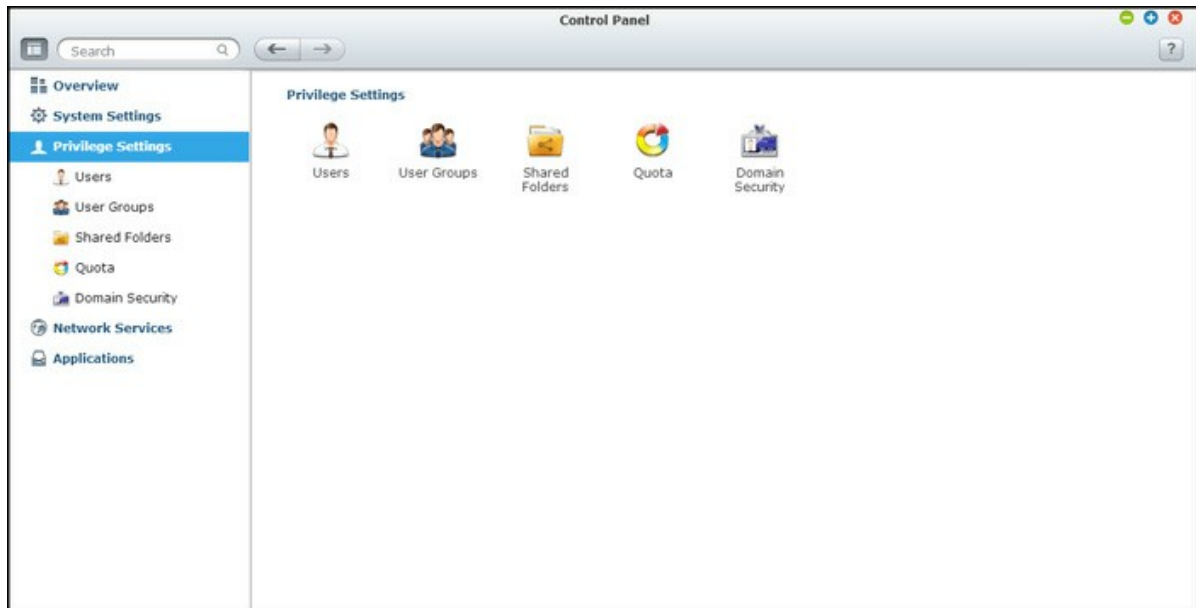 Control Panel
Search
?
Overview
System Settings
Privilege Settings
Users
User Groups
Shared Folders
Quota
Domain Security
Network Services
Applications
Privilege Settings
Users
User Groups
Shared
Folders
Quota
Domain
Security